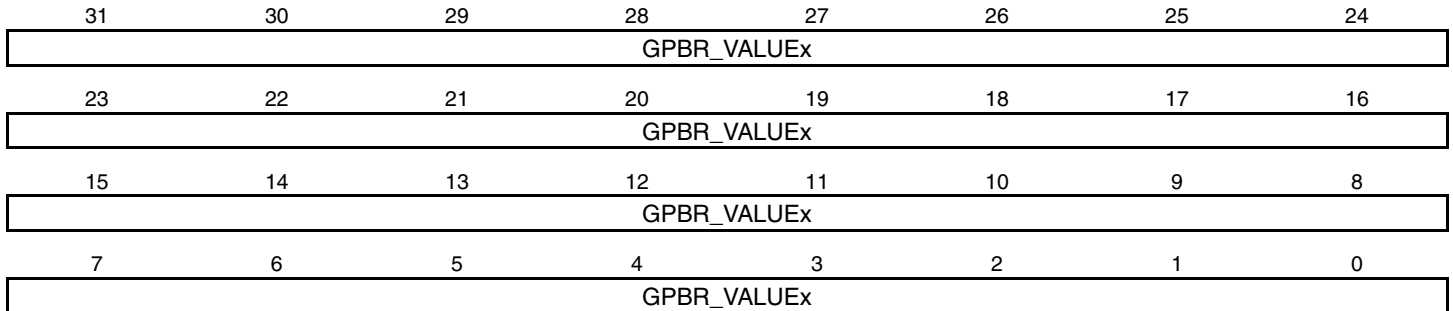 31 30 29 28 27 26 25 24
GPBR_VALUEx
23 22 21 20 19 18 17 16
GPBR_VALUEx
15 14 13 12 11 10 9 8
GPBR_VALUEx
7 6 5 4 3 2 1 0
GPBR_VALUEx